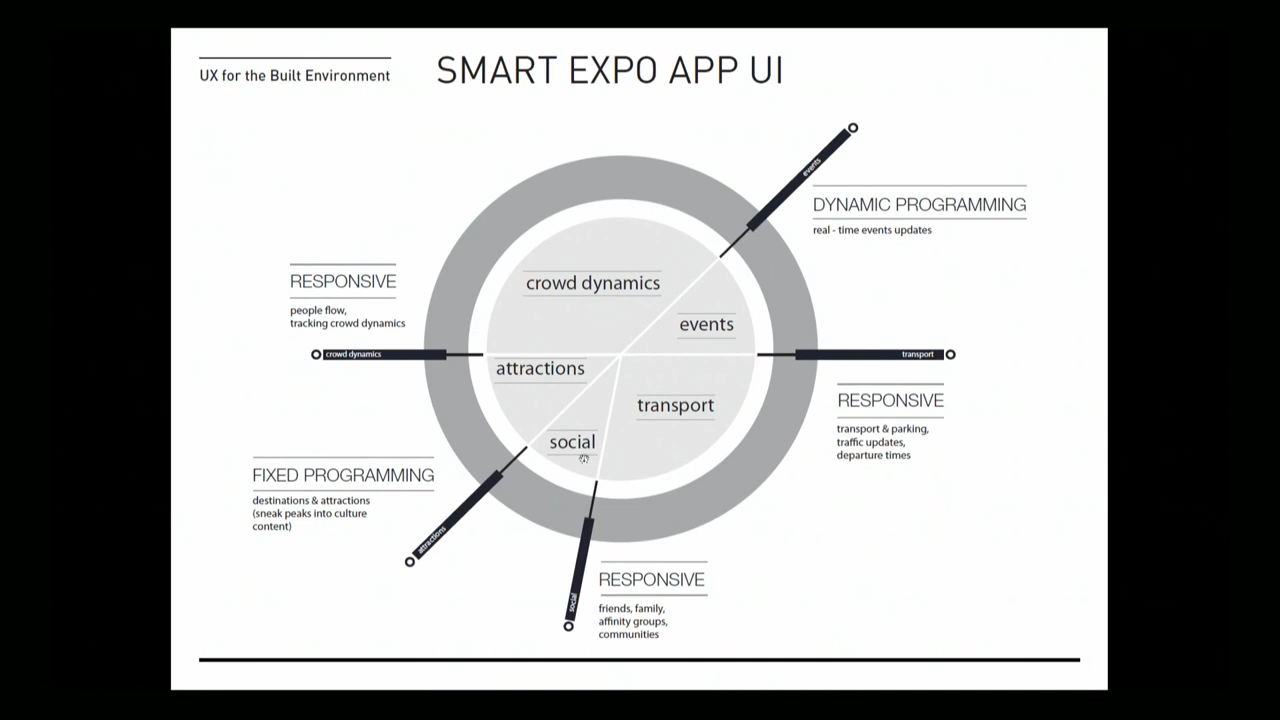 UX for the Built Environment
SMART EXPO APP UI
events
DYNAMIC PROGRAMMING
real - time events updates
RESPONSIVE
people flow,
tracking crowd dynamics
crowd dynamics
crowd dynamics
events
attractions
transport
social
transport
RESPONSIVE
transport & parking,
traffic updates,
departure times
FIXED PROGRAMMING
destinations & attractions
(sneak peaks into culture
content)
attractions
social
RESPONSIVE
friends, family,
affinity groups,
communities